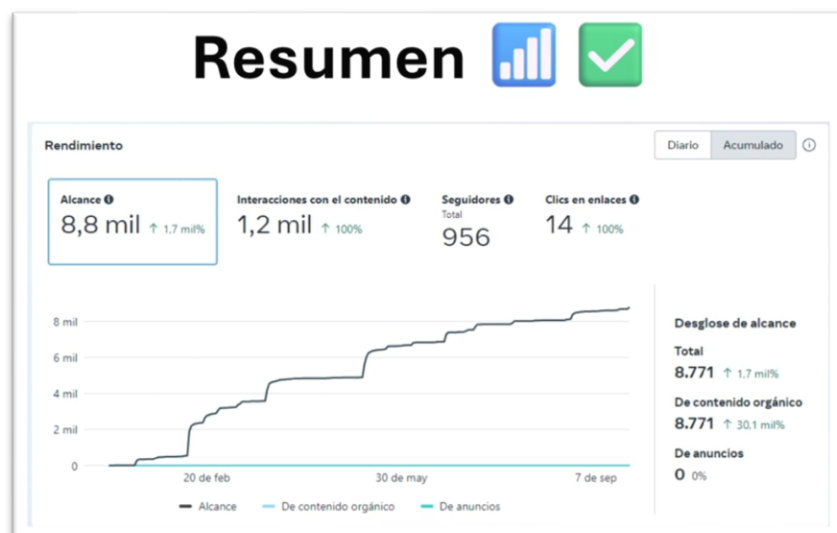 Resumen
Rendimiento
Diario Acumulado
Alcance
8,8 mil ↑ 1,7 mil%
Interacciones con el contenido
1,2 mil ↑ 100%
Seguidores
Total
956
Clics en enlaces
14 ↑ 100%
8 mil
6 mil
4 mil
2 mil
0
20 de feb 30 de may 7 de sep
Alcance De contenido orgánico De anuncios
Desglose de alcance
Total
8.771 ↑ 1,7 mil%
De contenido orgánico
8.771 ↑ 30,1 mil%
De anuncios
0 0%